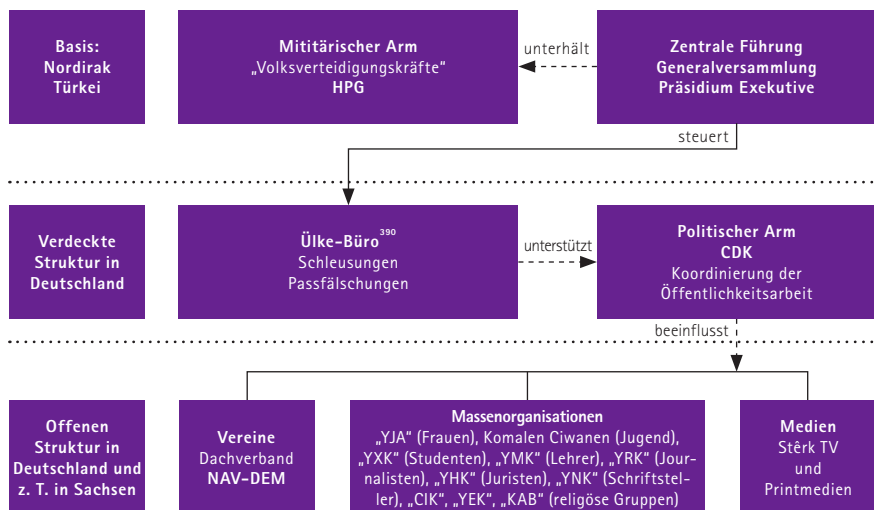 Basis:
Nordirak
Türkei
Mititärischer Arm
„Volksverteidigungskräfte“
HPG
unterhält
Zentrale Führung
Generalversammlung
Präsidium Exekutive
steuert
Verdeckte
Struktur in
Deutschland
Ülke-Büro³⁹⁰
Schleusungen
Passfälschungen
unterstützt
Politischer Arm
CDK
Koordinierung der
Öffentlichkeitsarbeit
beeinflusst
Offenen
Struktur in
Deutschland und
z. T. in Sachsen
Vereine
Dachverband
NAV-DEM
Massenorganisationen
„YJA“ (Frauen), Komalen Ciwanen (Jugend),
„YXK“ (Studenten), „YMK“ (Lehrer), „YRK“ (Jour-
nalisten), „YHK“ (Juristen), „YNK“ (Schriftstel-
ler), „CIK“, „YEK“, „KAB“ (religöse Gruppen)
Medien
Stêrk TV
und
Printmedien